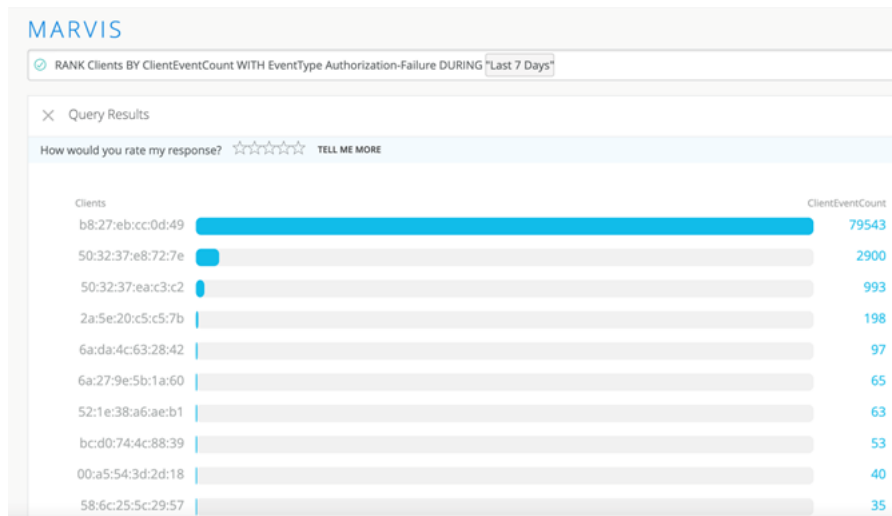 MARVIS
RANK Clients BY ClientEventCount WITH EventType Authorization-Failure DURING "Last 7 Days"
Query Results
How would you rate my response? TELL ME MORE
Clients ClientEventCount
b8:27:eb:cc:0d:49 79543
50:32:37:e8:72:7e 2900
50:32:37:ea:c3:c2 993
2a:5e:20:c5:c5:7b 198
6a:da:4c:63:28:42 97
6a:27:9e:5b:1a:60 65
52:1e:38:a6:ae:b1 63
bc:d0:74:4c:88:39 53
00:a5:54:3d:2d:18 40
58:6c:25:5c:29:57 35